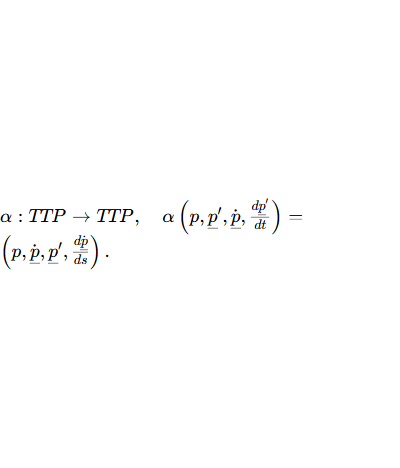 α : TTP → TTP, α(p, p̲′, ṗ̲, dp̲′/dt) =
(p, ṗ̲, p̲′, dṗ̲/ds).